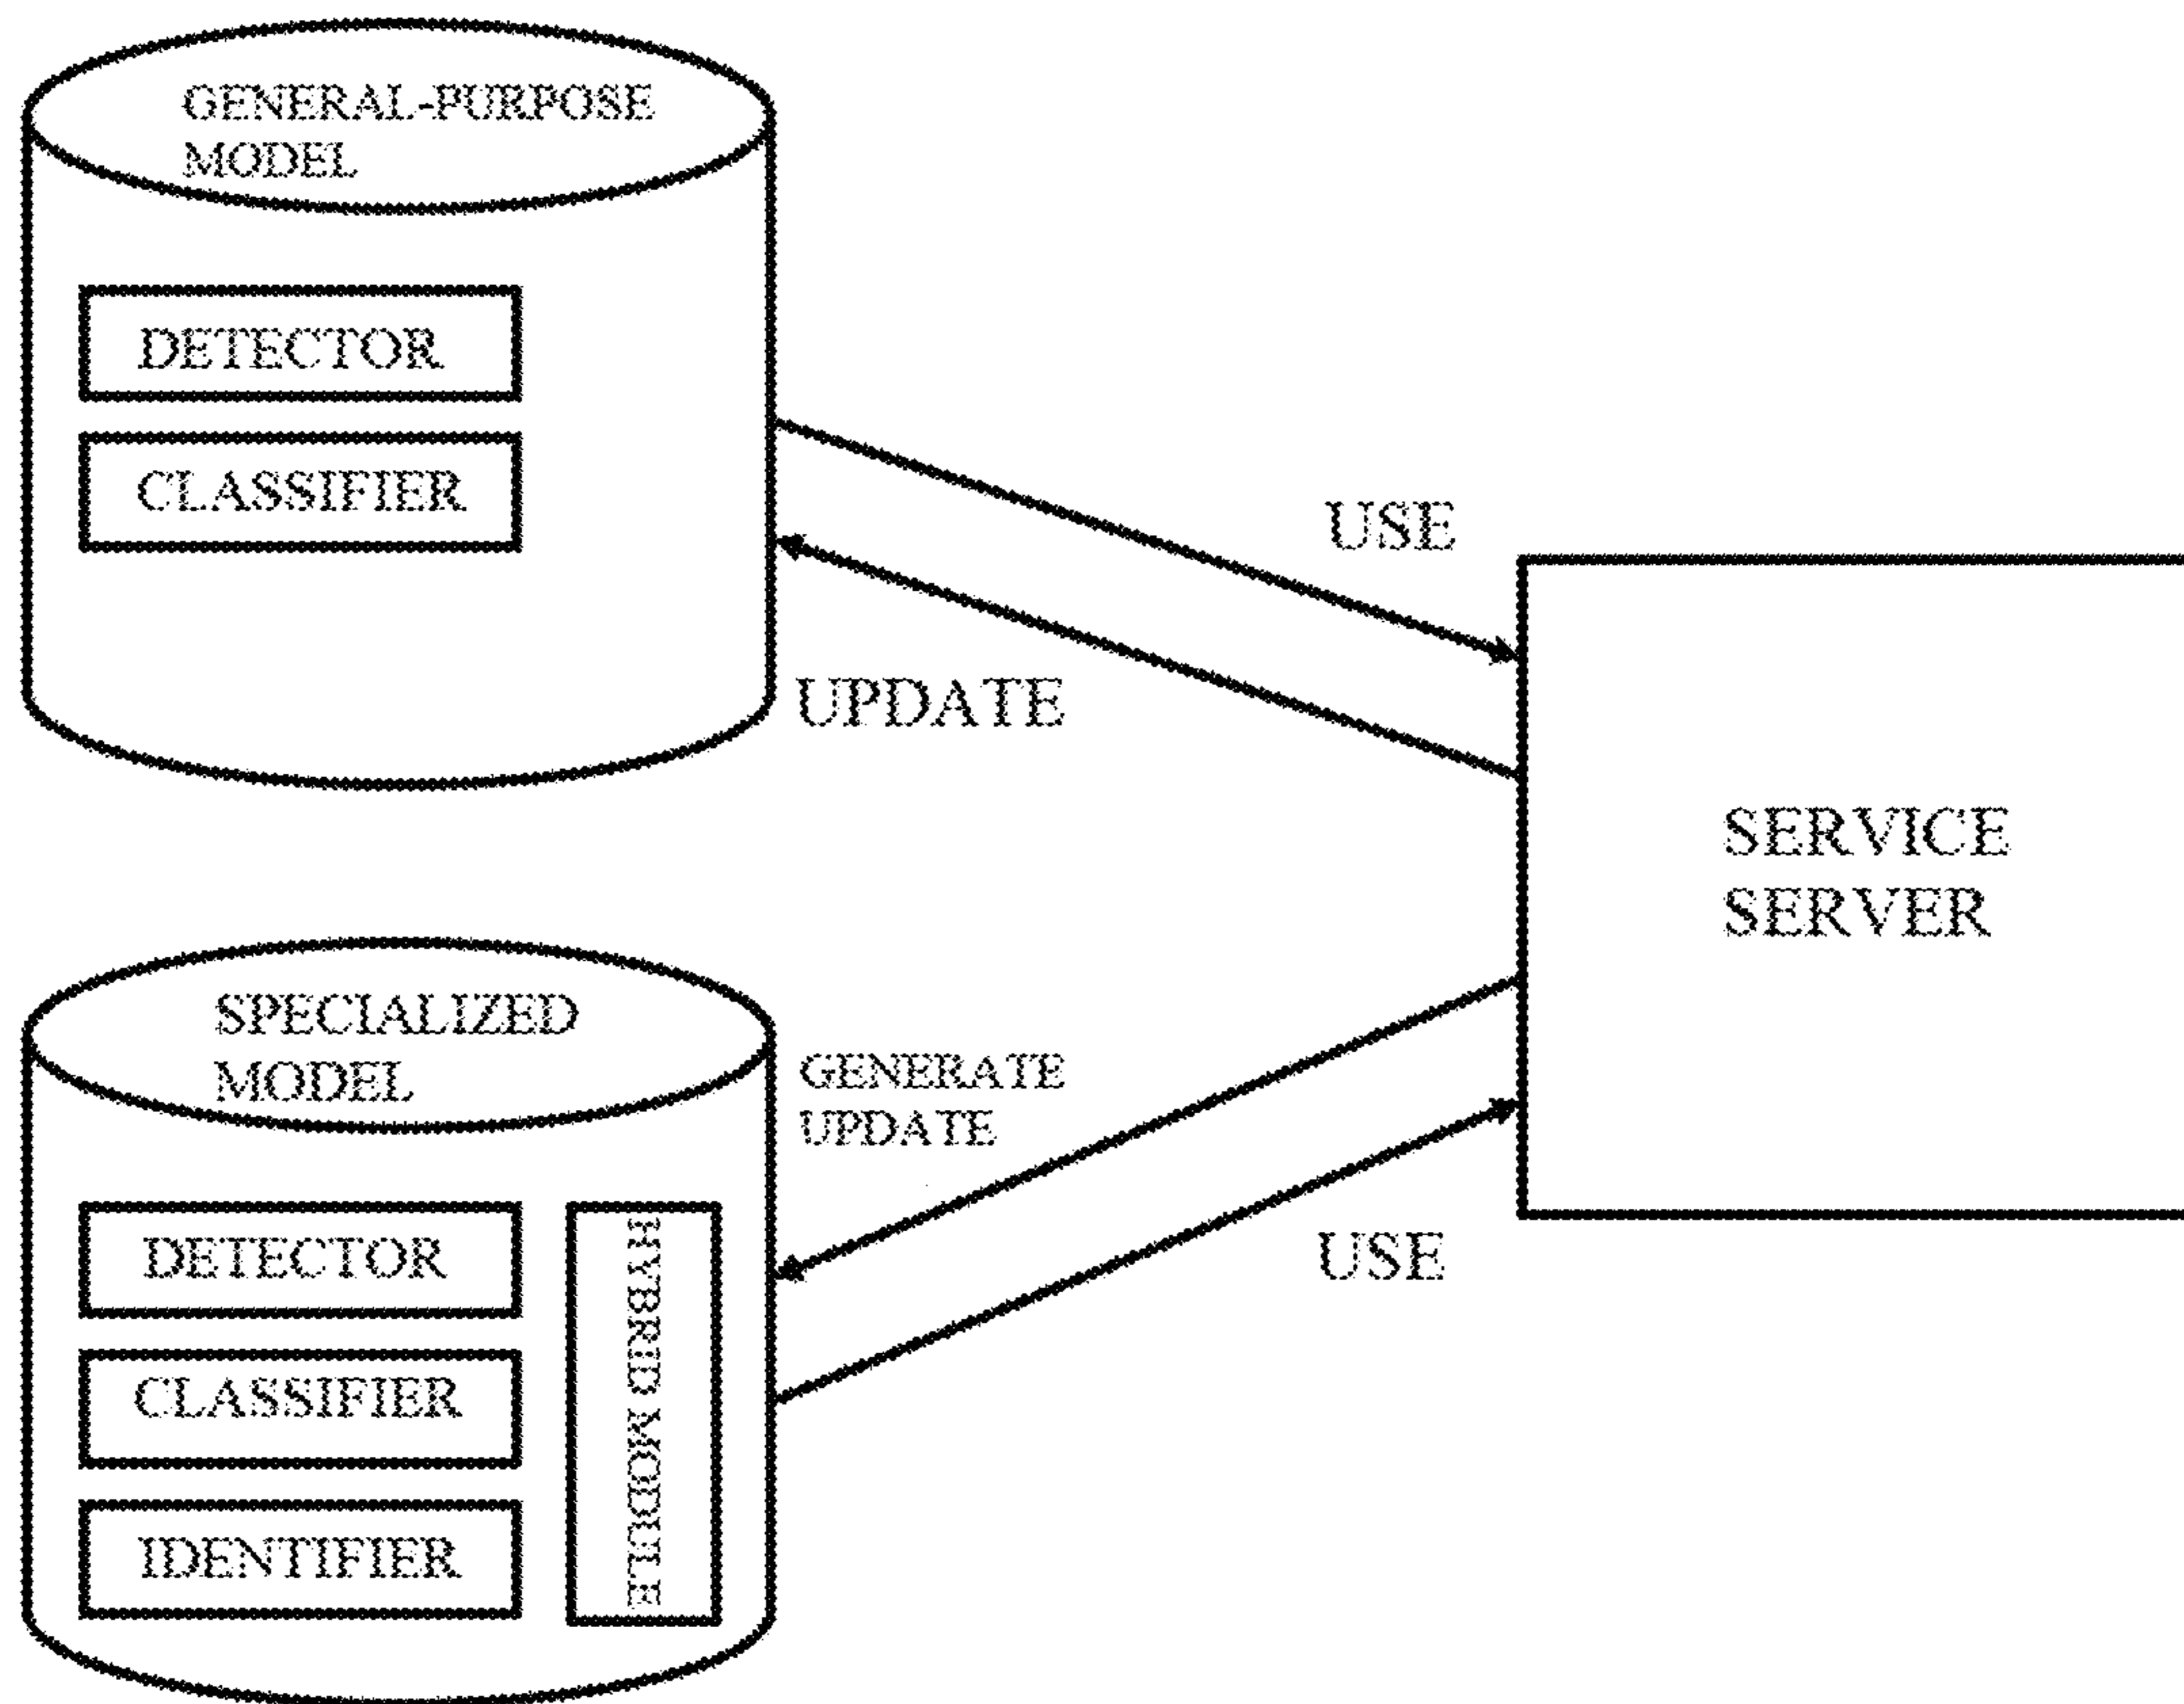 GENERAL-PURPOSE
MODEL
DETECTOR
CLASSIFIER
USE
UPDATE
SERVICE
SERVER
SPECIALIZED
MODEL
GENERATE
UPDATE
USE
DETECTOR
CLASSIFIER
IDENTIFIER
HYBRID MODULE